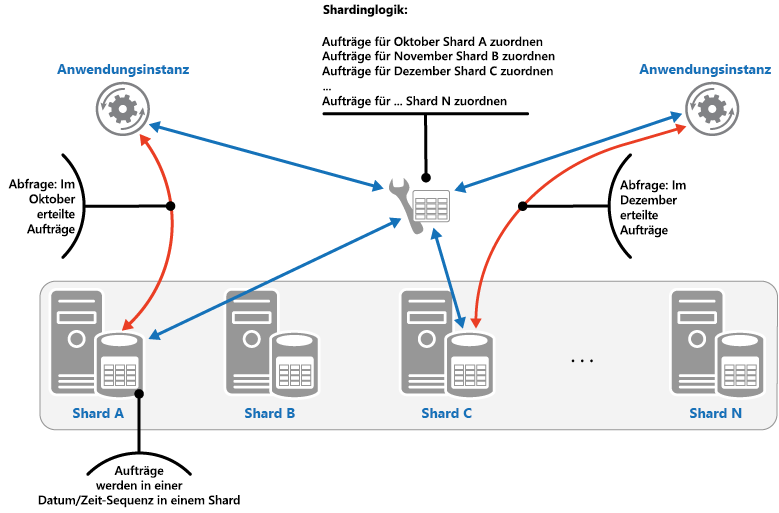 Shardinglogik:
Aufträge für Oktober Shard A zuordnen
Aufträge für November Shard B zuordnen
Aufträge für Dezember Shard C zuordnen
...
Aufträge für ... Shard N zuordnen
Anwendungsinstanz
Anwendungsinstanz
Abfrage: Im
Oktober
erteilte
Aufträge
Abfrage: Im
Dezember
erteilte
Aufträge
...
Shard A
Shard B
Shard C
Shard N
Aufträge
werden in einer
Datum/Zeit-Sequenz in einem Shard